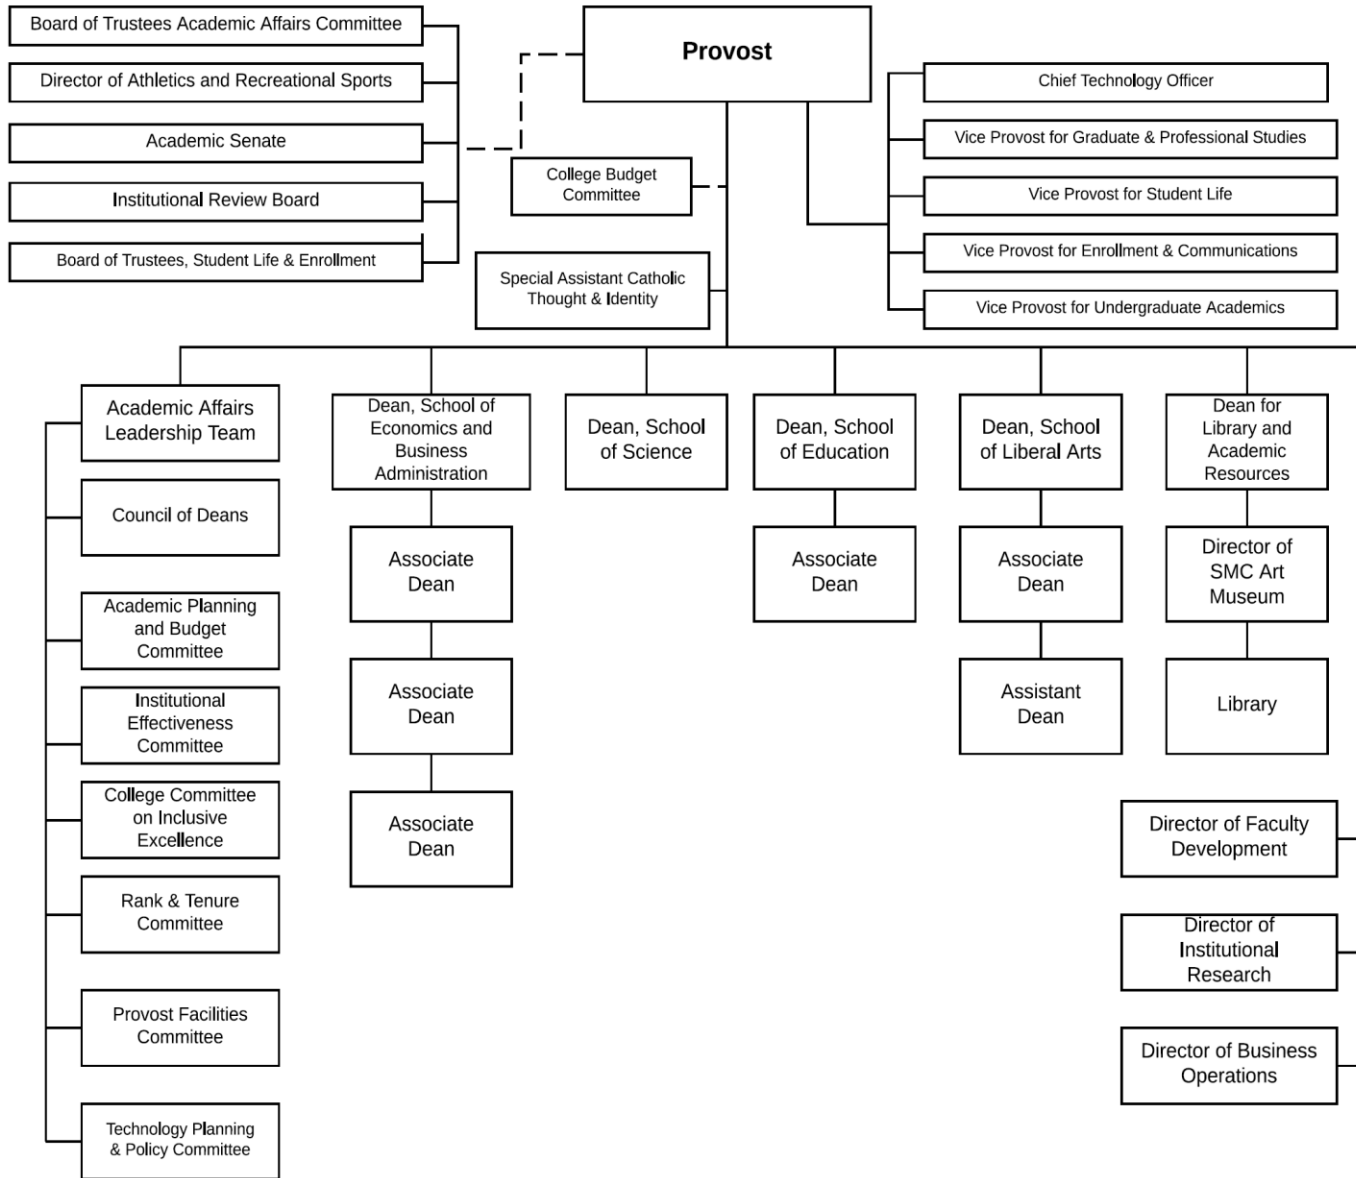 Board of Trustees Academic Affairs Committee
Director of Athletics and Recreational Sports
Academic Senate
Institutional Review Board
Board of Trustees, Student Life & Enrollment
Provost
College Budget
Committee
Special Assistant Catholic
Thought & Identity
Chief Technology Officer
Vice Provost for Graduate & Professional Studies
Vice Provost for Student Life
Vice Provost for Enrollment & Communications
Vice Provost for Undergraduate Academics
Academic Affairs
Leadership Team
Council of Deans
Academic Planning
and Budget
Committee
Institutional
Effectiveness
Committee
College Committee
on Inclusive
Excellence
Rank & Tenure
Committee
Provost Facilities
Committee
Technology Planning
& Policy Committee
Dean, School of
Economics and
Business
Administration
Associate
Dean
Associate
Dean
Associate
Dean
Dean, School
of Science
Dean, School
of Education
Associate
Dean
Dean, School
of Liberal Arts
Associate
Dean
Assistant
Dean
Dean for
Library and
Academic
Resources
Director of
SMC Art
Museum
Library
Director of Faculty
Development
Director of
Institutional
Research
Director of Business
Operations